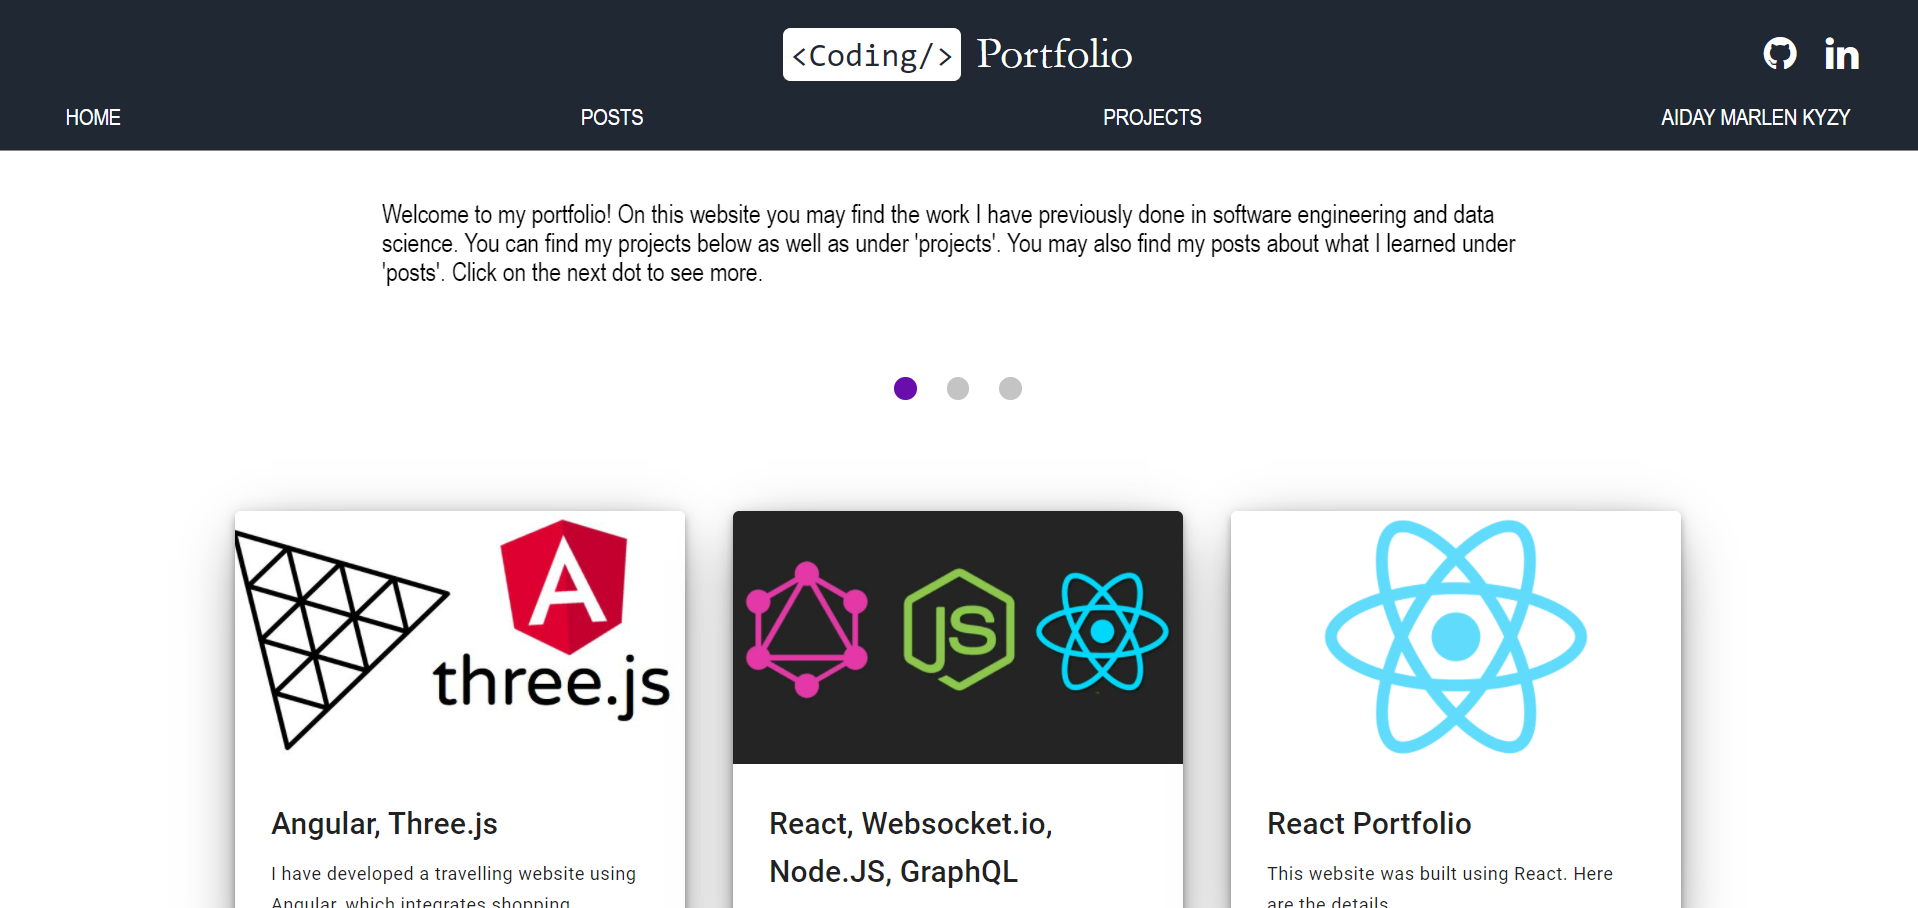 <Coding/> Portfolio
HOME
POSTS
PROJECTS
AIDAY MARLEN KYZY
Welcome to my portfolio! On this website you may find the work I have previously done in software engineering and data
science. You can find my projects below as well as under 'projects'. You may also find my posts about what I learned under
'posts'. Click on the next dot to see more.
three.js
JS
Angular, Three.js
I have developed a travelling website using
Angular, which integrates shopping
React, Websocket.io,
Node.JS, GraphQL
React Portfolio
This website was built using React. Here
are the details